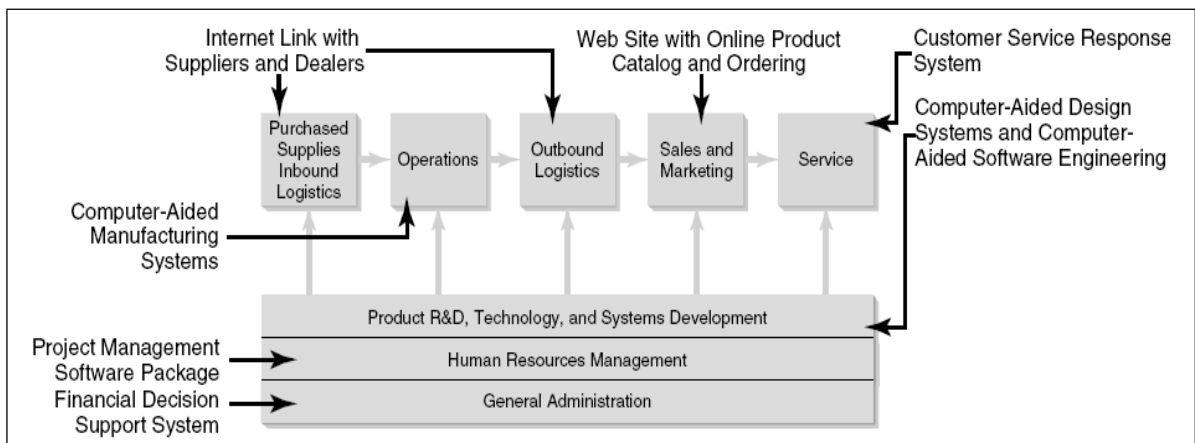 Internet Link with
Suppliers and Dealers
Web Site with Online Product
Catalog and Ordering
Customer Service Response
System
Computer-Aided Design
Systems and Computer-
Aided Software Engineering
Purchased
Supplies
Inbound
Logistics
Operations
Outbound
Logistics
Sales and
Marketing
Service
Computer-Aided
Manufacturing
Systems
Product R&D, Technology, and Systems Development
Project Management
Software Package
Human Resources Management
Financial Decision
Support System
General Administration